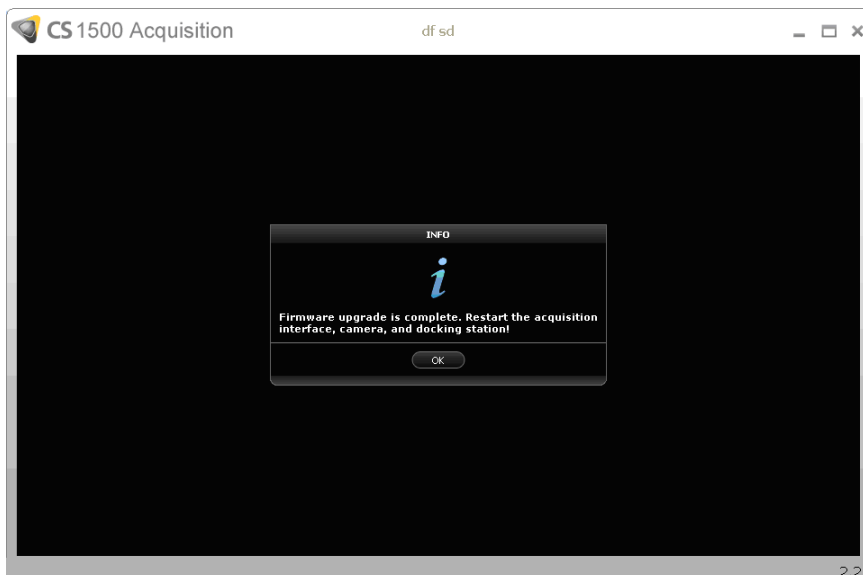 CS 1500 Acquisition
df sd
INFO
Firmware upgrade is complete. Restart the acquisition
interface, camera, and docking station!
OK